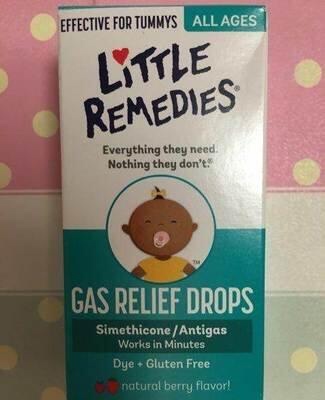 EFFECTIVE FOR TUMMYS
ALL AGES
LiTTLE
REMEDIES®
Everything they need.
Nothing they don't.®
TM
GAS RELIEF DROPS
Simethicone/Antigas
Works in Minutes
Dye + Gluten Free
natural berry flavor!